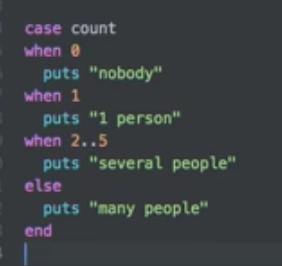 case count
when 0
  puts "nobody"
when 1
  puts "1 person"
when 2..5
  puts "several people"
else
  puts "many people"
end